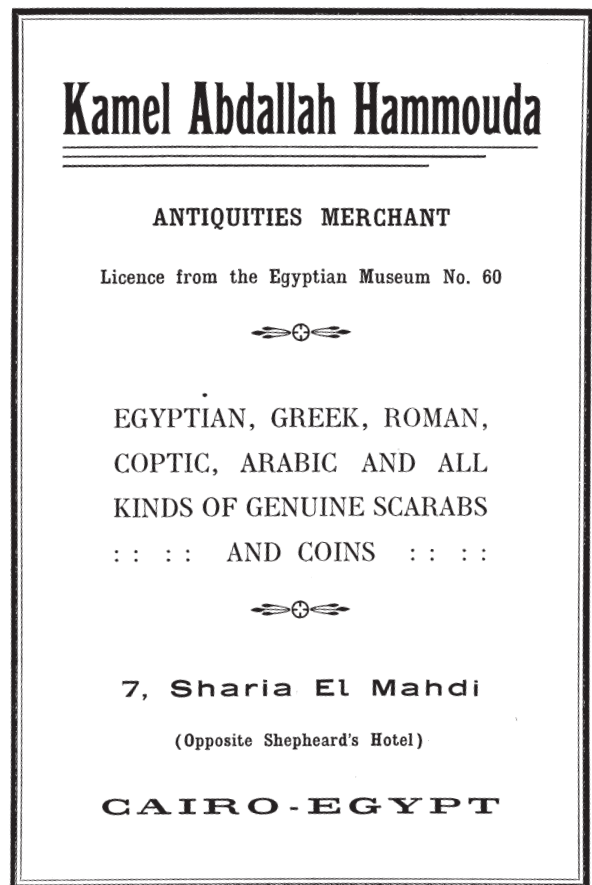 Kamel Abdallah Hammouda
ANTIQUITIES MERCHANT
Licence from the Egyptian Museum No. 60
EGYPTIAN, GREEK, ROMAN,
COPTIC, ARABIC AND ALL
KINDS OF GENUINE SCARABS
: : : : AND COINS : : : :
7, Sharia El Mahdi
(Opposite Shepheard's Hotel)
CAIRO-EGYPT